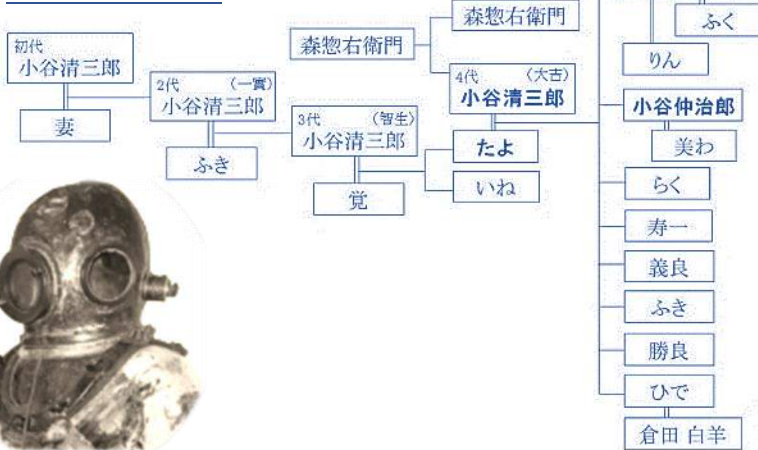 森惣右衛門
ふく
森惣右衛門
りん
初代
小谷清三郎
妻
2代 （一實）
小谷清三郎
ふき
3代 （智生）
小谷清三郎
覚
4代 （大吉）
小谷清三郎
たよ
いね
小谷仲治郎
美わ
らく
寿一
義良
ふき
勝良
ひで
倉田 白羊